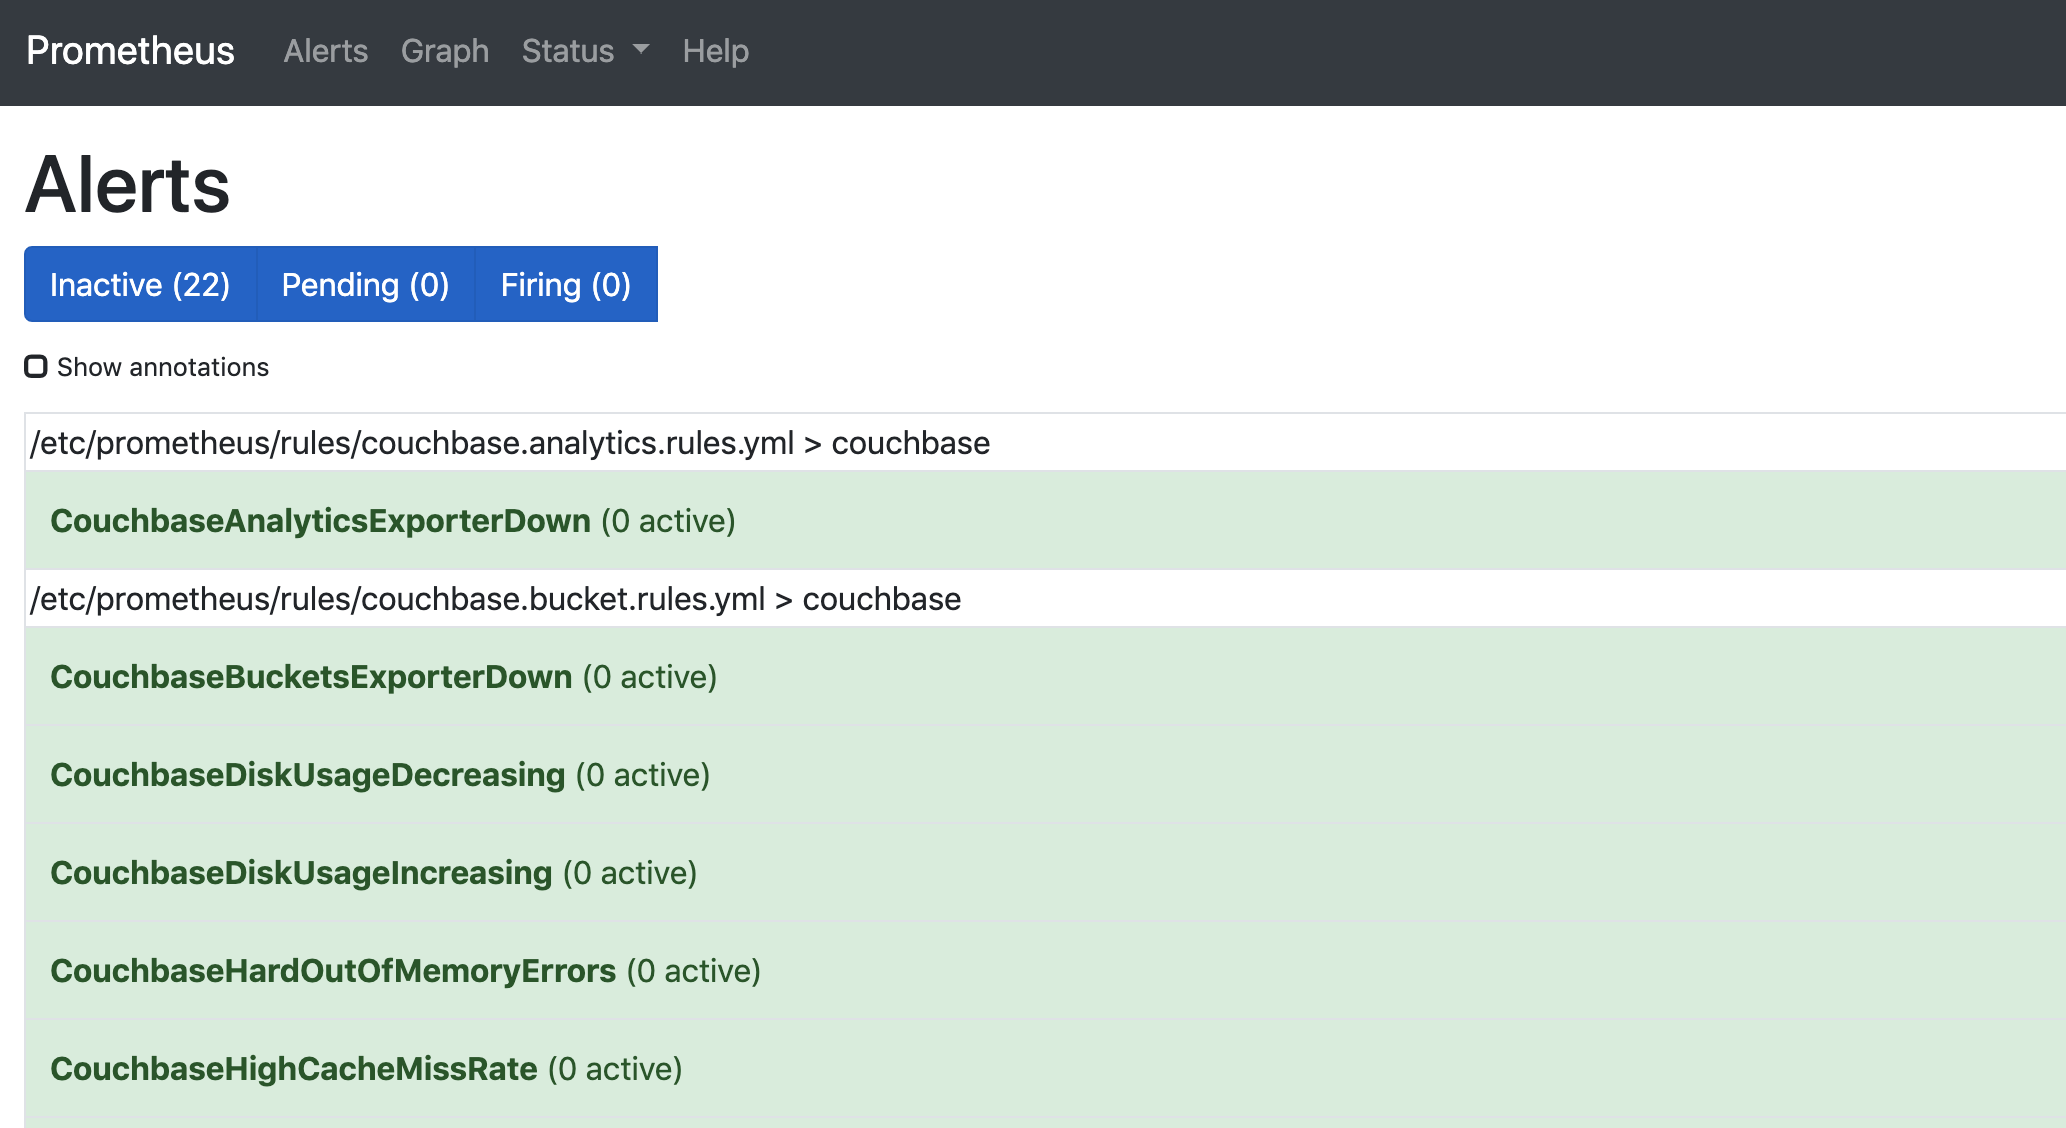 Prometheus Alerts Graph Status Help
Alerts
Inactive (22) Pending (0) Firing (0)
Show annotations
/etc/prometheus/rules/couchbase.analytics.rules.yml > couchbase
CouchbaseAnalyticsExporterDown (0 active)
/etc/prometheus/rules/couchbase.bucket.rules.yml > couchbase
CouchbaseBucketsExporterDown (0 active)
CouchbaseDiskUsageDecreasing (0 active)
CouchbaseDiskUsageIncreasing (0 active)
CouchbaseHardOutOfMemoryErrors (0 active)
CouchbaseHighCacheMissRate (0 active)